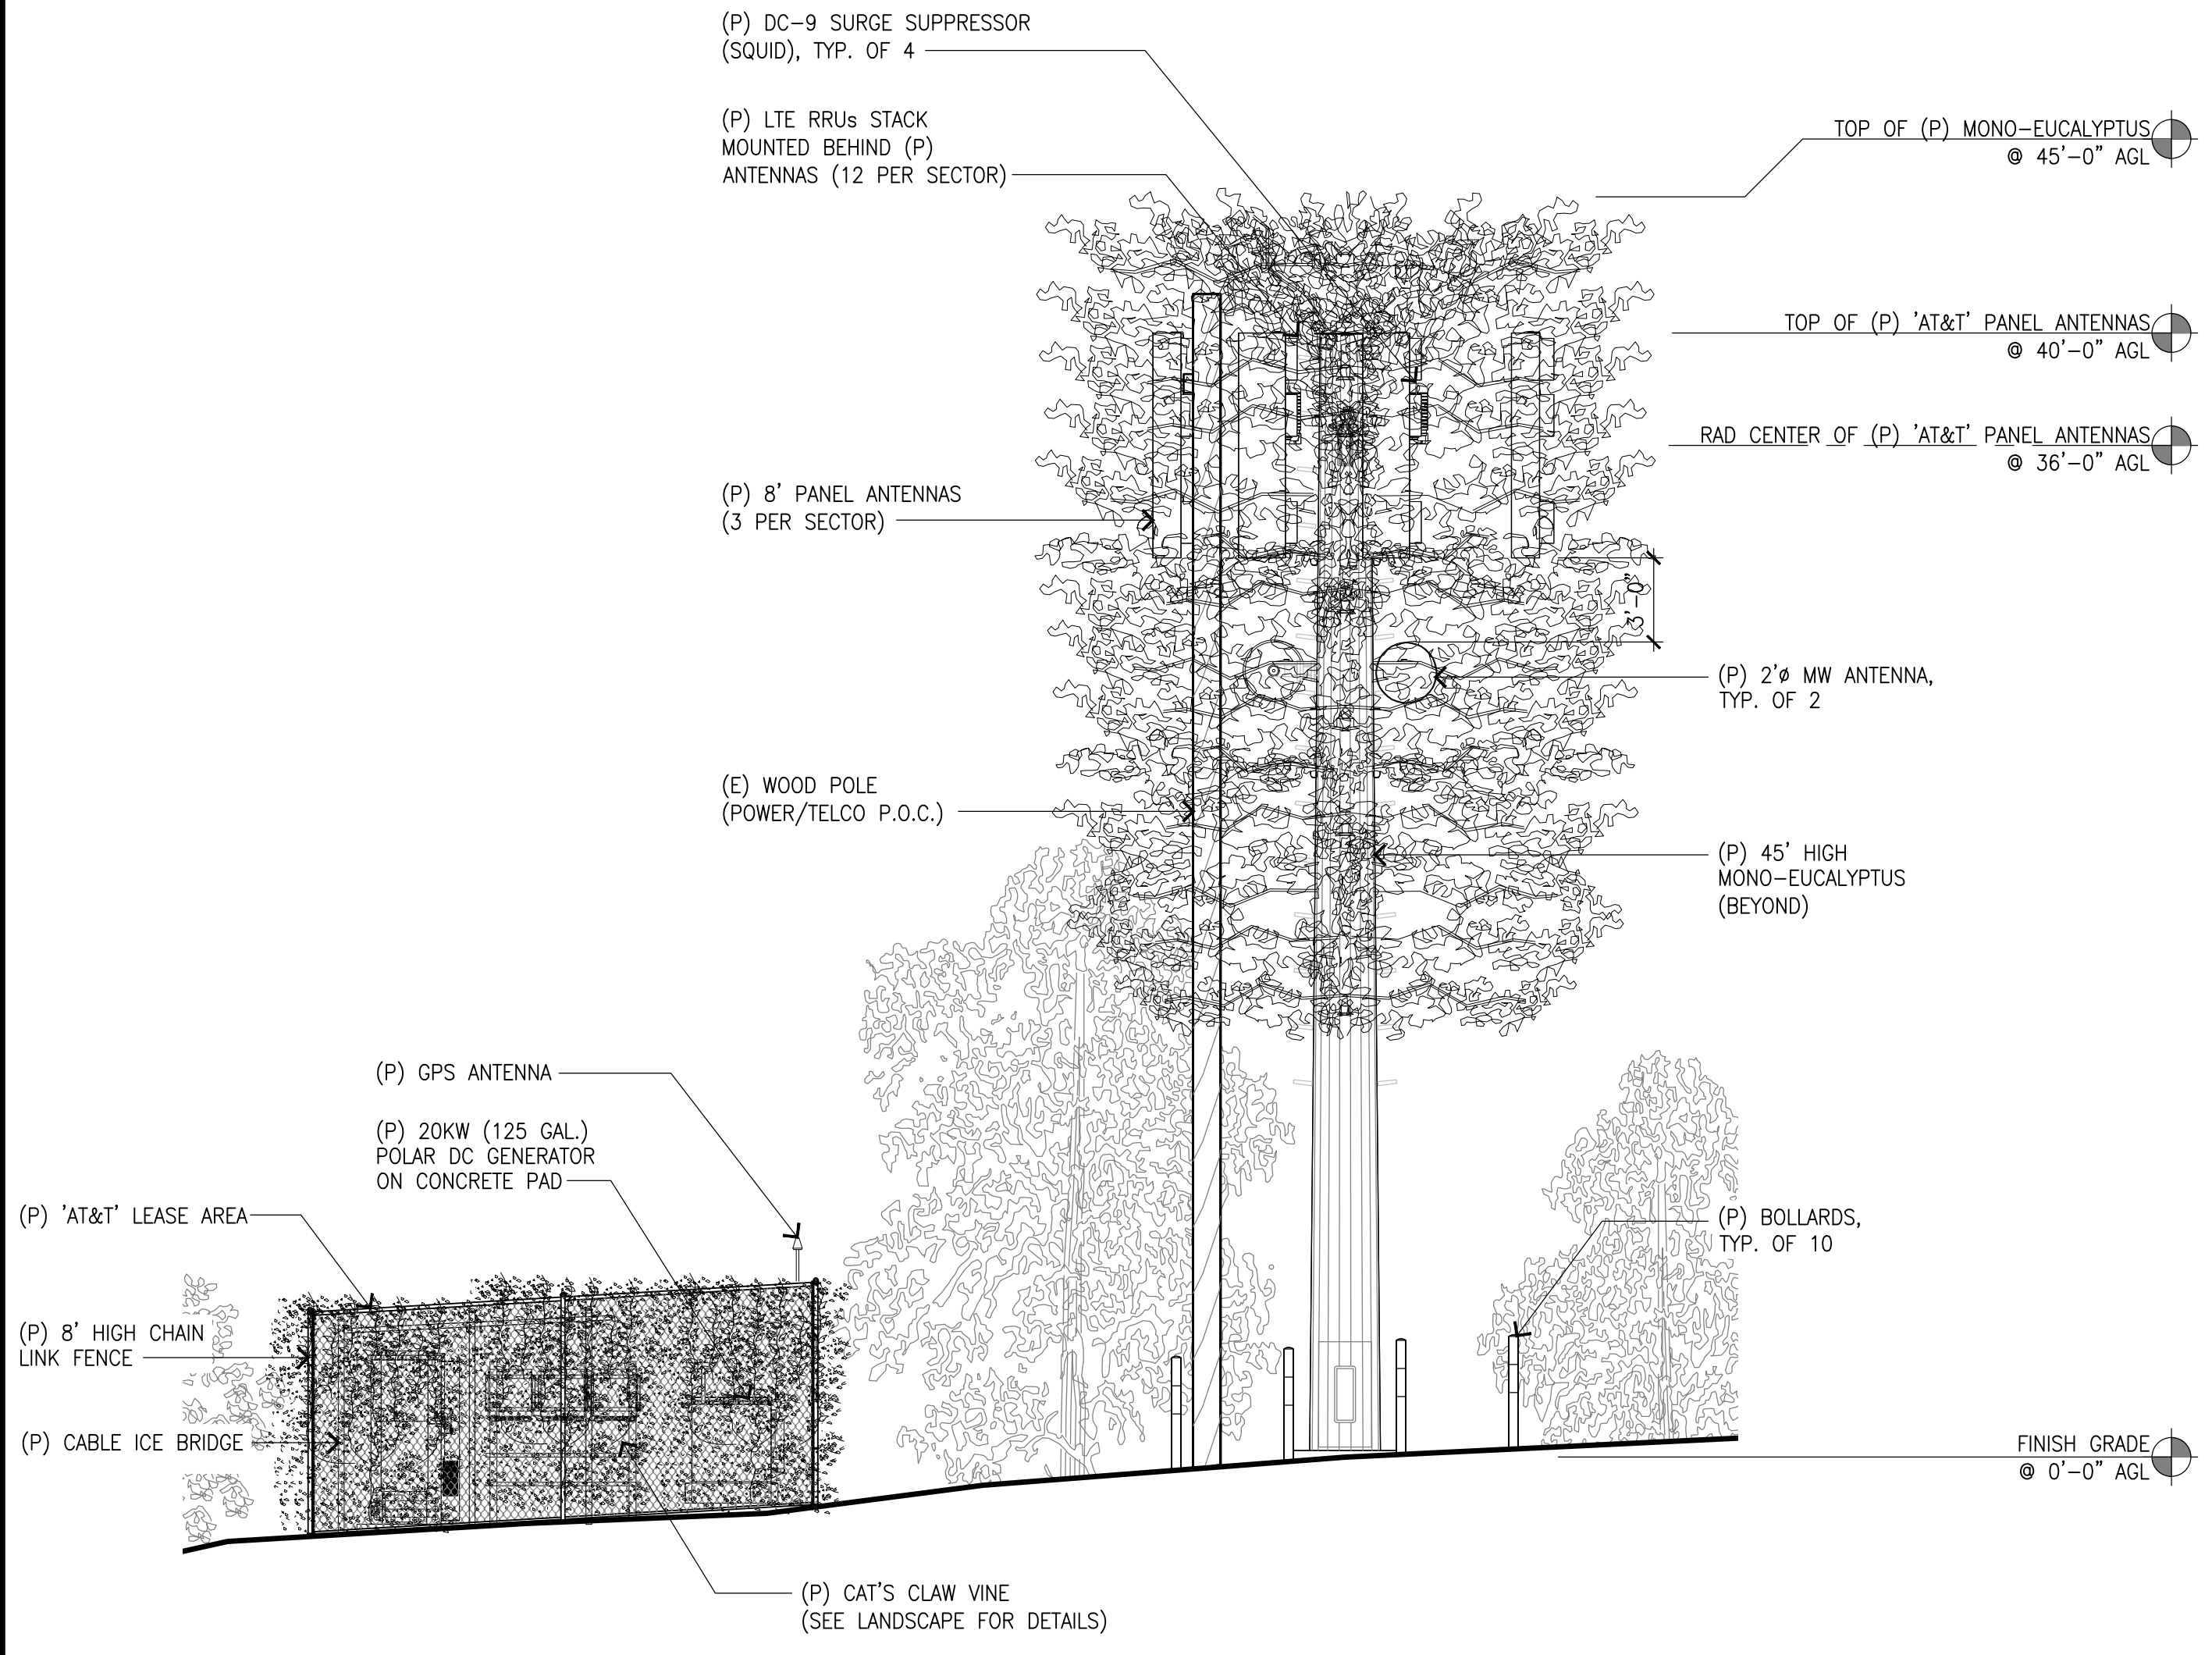 (P) DC-9 SURGE SUPPRESSOR
(SQUID), TYP. OF 4
(P) LTE RRUs STACK
MOUNTED BEHIND (P)
ANTENNAS (12 PER SECTOR)
TOP OF (P) MONO-EUCALYPTUS
@ 45'-0" AGL
TOP OF (P) 'AT&T' PANEL ANTENNAS
@ 40'-0" AGL
RAD CENTER OF (P) 'AT&T' PANEL ANTENNAS
@ 36'-0" AGL
(P) 8' PANEL ANTENNAS
(3 PER SECTOR)
3'-0"
(P) 2'ø MW ANTENNA,
TYP. OF 2
(E) WOOD POLE
(POWER/TELCO P.O.C.)
(P) 45' HIGH
MONO-EUCALYPTUS
(BEYOND)
(P) GPS ANTENNA
(P) 20KW (125 GAL.)
POLAR DC GENERATOR
ON CONCRETE PAD
(P) 'AT&T' LEASE AREA
(P) BOLLARDS,
TYP. OF 10
(P) 8' HIGH CHAIN
LINK FENCE
(P) CABLE ICE BRIDGE
FINISH GRADE
@ 0'-0" AGL
(P) CAT'S CLAW VINE
(SEE LANDSCAPE FOR DETAILS)